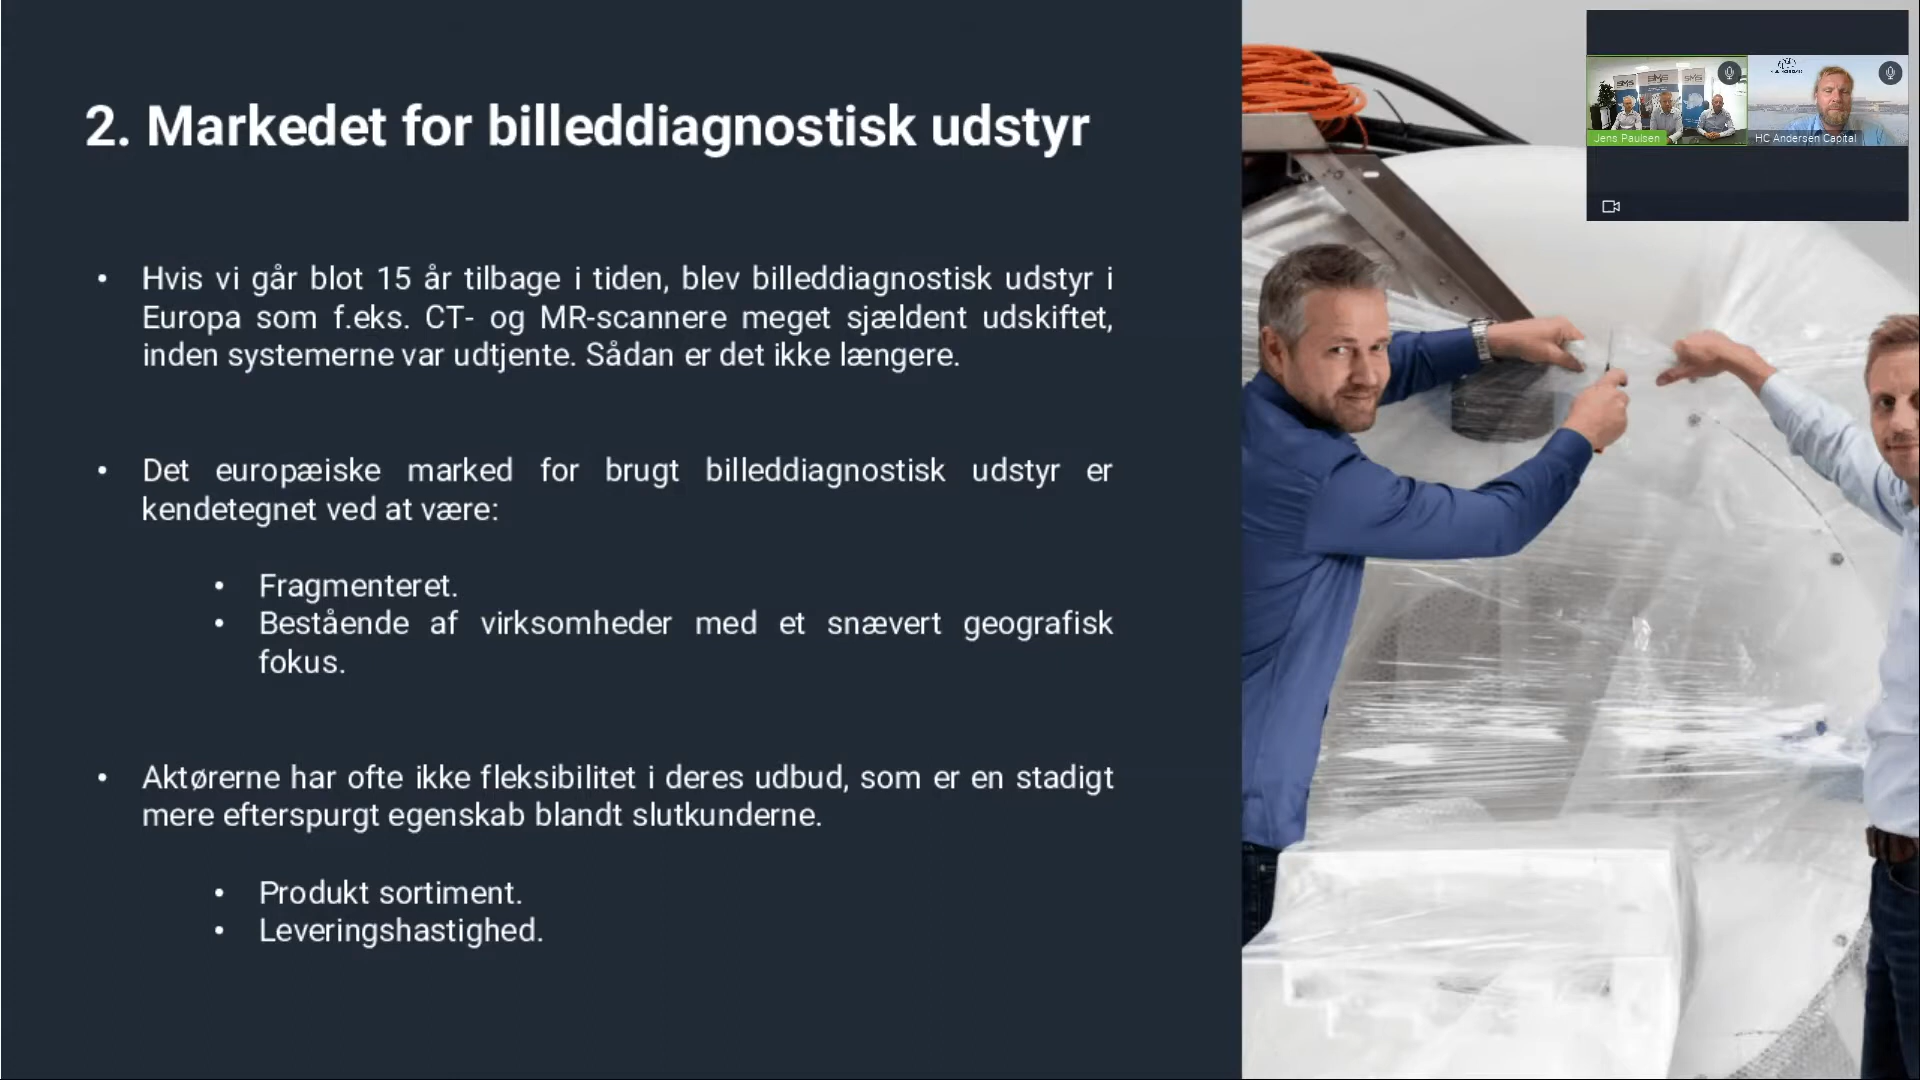 2. Markedet for billeddiagnostisk udstyr
• Hvis vi går blot 15 år tilbage i tiden, blev billeddiagnostisk udstyr i
Europa som f.eks. CT- og MR-scannere meget sjældent udskiftet,
inden systemerne var udtjente. Sådan er det ikke længere.
• Det europæiske marked for brugt billeddiagnostisk udstyr er
kendetegnet ved at være:
• Fragmenteret.
• Bestående af virksomheder med et snævert geografisk
fokus.
• Aktørerne har ofte ikke fleksibilitet i deres udbud, som er en stadigt
mere efterspurgt egenskab blandt slutkunderne.
• Produkt sortiment.
• Leveringshastighed.
SMS SMS SMS
Jens Paulsen
HC Andersen Capital